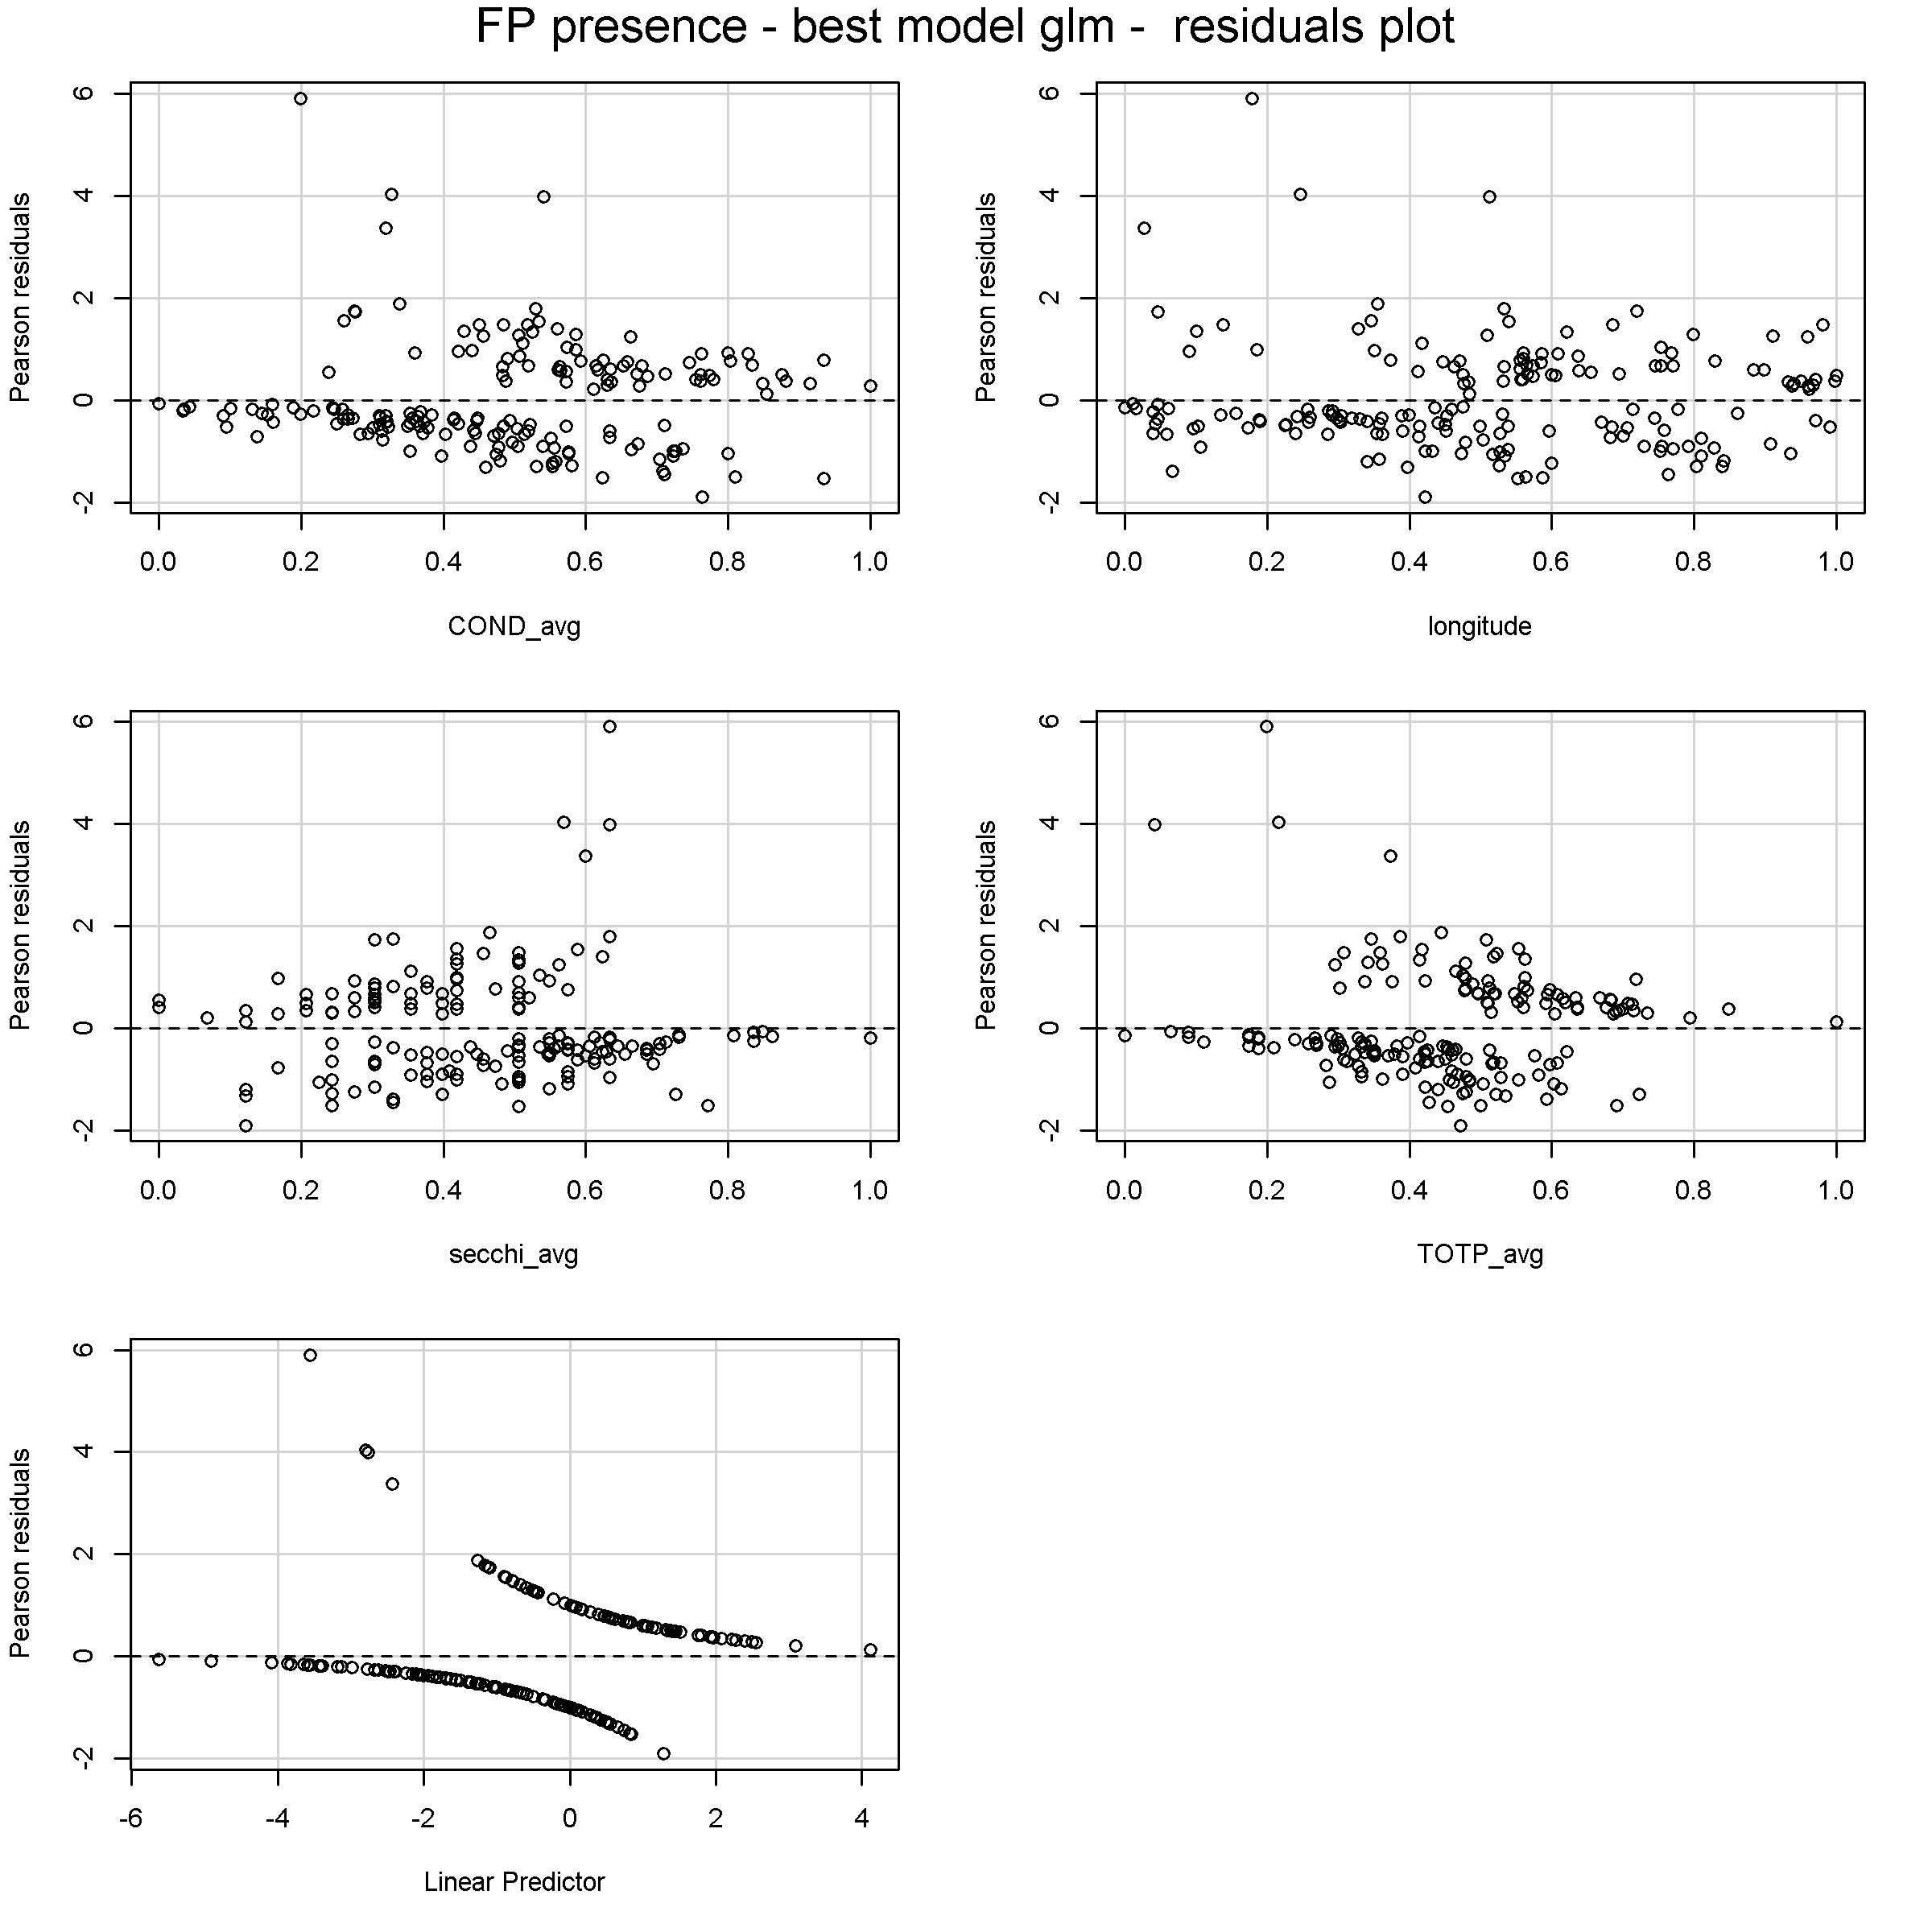 FP presence - best model glm -  residuals plot
Pearson residuals
6
4
2
0
-2
0.0 0.2 0.4 0.6 0.8 1.0
COND_avg
Pearson residuals
6
4
2
0
-2
0.0 0.2 0.4 0.6 0.8 1.0
longitude
Pearson residuals
6
4
2
0
-2
0.0 0.2 0.4 0.6 0.8 1.0
secchi_avg
Pearson residuals
6
4
2
0
-2
0.0 0.2 0.4 0.6 0.8 1.0
TOTP_avg
Pearson residuals
6
4
2
0
-2
-6 -4 -2 0 2 4
Linear Predictor